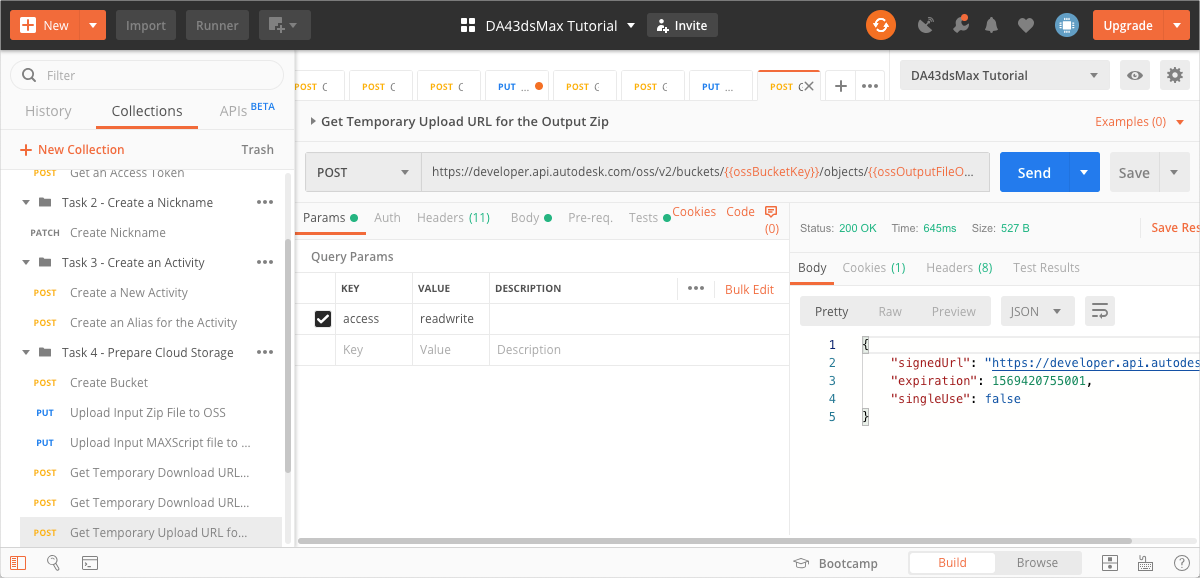 New
Import
Runner
DA43dsMax Tutorial
Invite
Upgrade
Filter
History
Collections
APIs BETA
New Collection
Trash
POST Get an Access Token
Task 2 - Create a Nickname
PATCH Create Nickname
Task 3 - Create an Activity
POST Create a New Activity
POST Create an Alias for the Activity
Task 4 - Prepare Cloud Storage
POST Create Bucket
PUT Upload Input Zip File to OSS
PUT Upload Input MAXScript file to ...
POST Get Temporary Download URL...
POST Get Temporary Download URL...
POST Get Temporary Upload URL fo...
POST C
POST C
POST C
PUT ...
POST C
POST C
PUT ...
POST C
DA43dsMax Tutorial
Get Temporary Upload URL for the Output Zip
Examples (0)
POST
https://developer.api.autodesk.com/oss/v2/buckets/{{ossBucketKey}}/objects/{{ossOutputFileO...
Send
Save
Params
Auth
Headers (11)
Body
Pre-req.
Tests
Cookies
Code
(0)
Query Params
KEY VALUE DESCRIPTION
Bulk Edit
access readwrite
Key Value Description
Status: 200 OK Time: 645ms Size: 527 B
Save Res
Body
Cookies (1)
Headers (8)
Test Results
Pretty
Raw
Preview
JSON
1 {
2 "signedUrl": "https://developer.api.autodes
3 "expiration": 1569420755001,
4 "singleUse": false
5 }
Bootcamp
Build
Browse
?